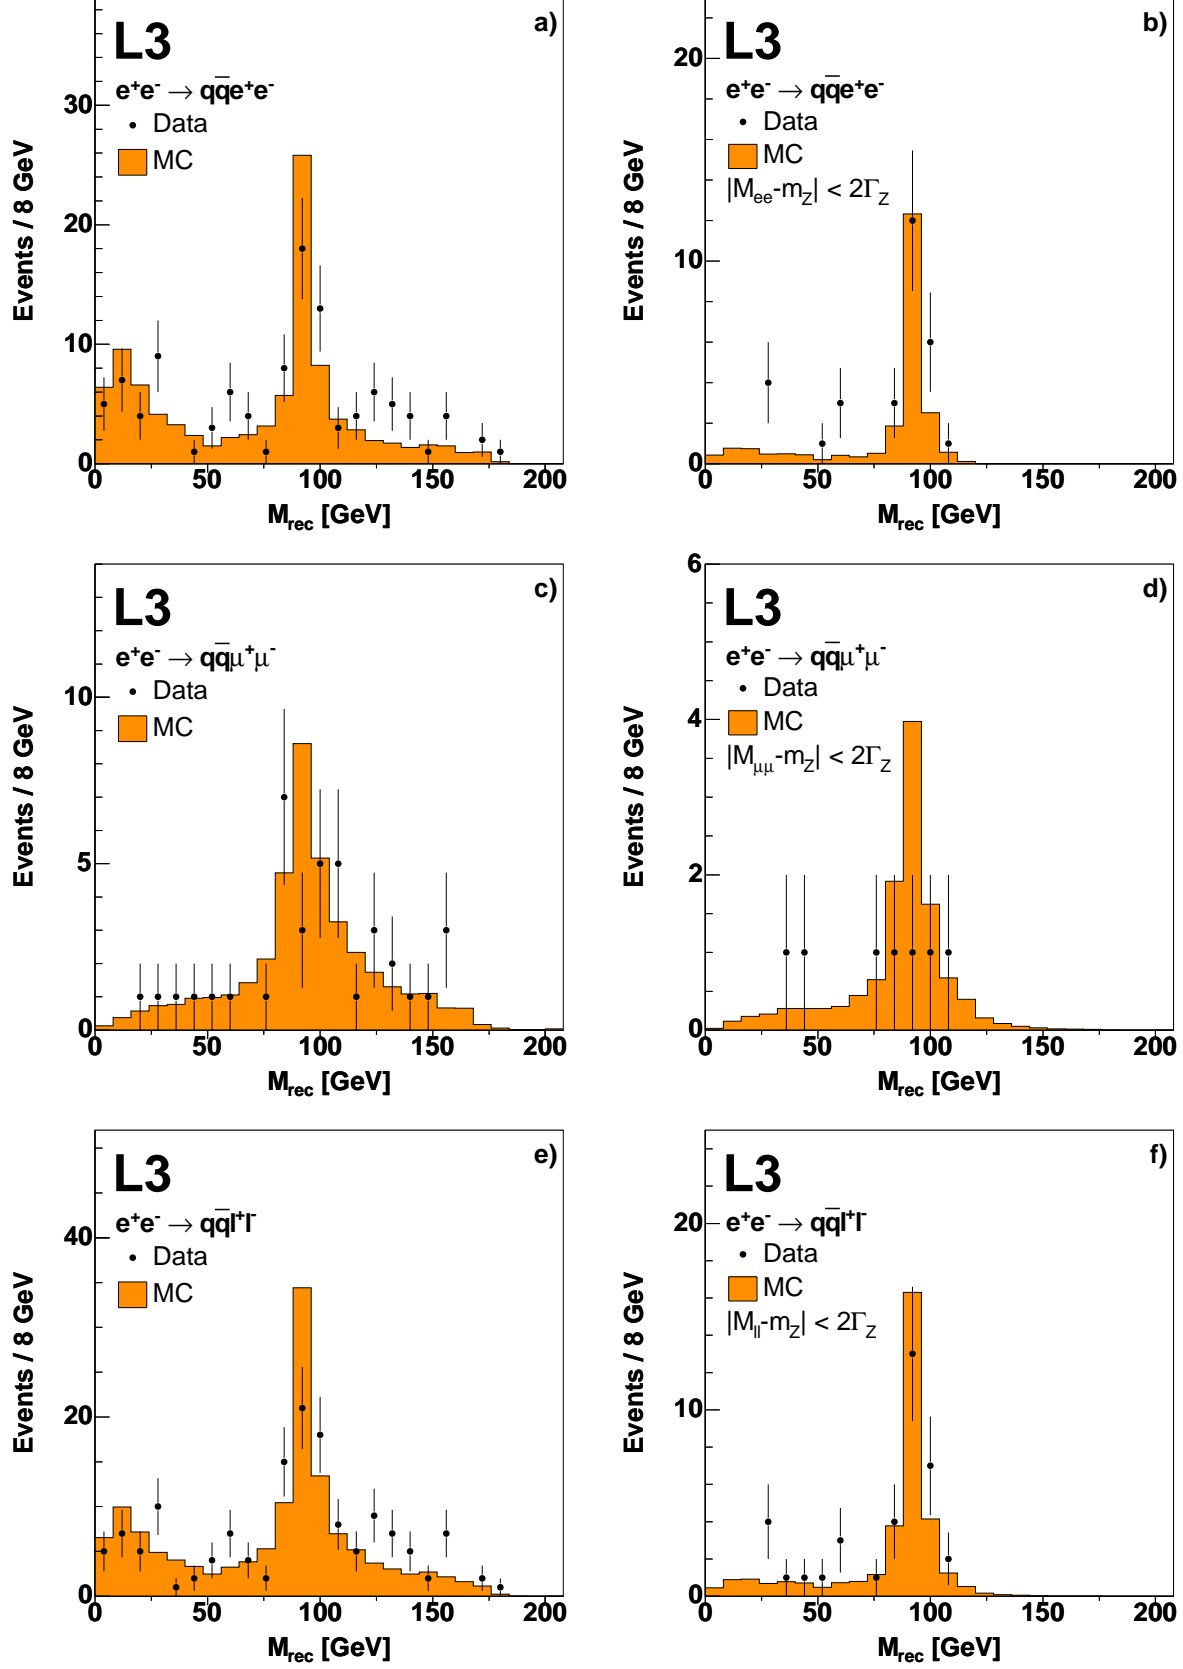 a)
L3
e⁺e⁻ → qq̅e⁺e⁻
Data
MC
30
20
10
0
Events / 8 GeV
0 50 100 150 200
M_rec [GeV]
b)
L3
e⁺e⁻ → qq̅e⁺e⁻
Data
MC
|M_ee-m_Z| < 2Γ_Z
20
10
0
Events / 8 GeV
0 50 100 150 200
M_rec [GeV]
c)
L3
e⁺e⁻ → qq̅μ⁺μ⁻
Data
MC
10
5
0
Events / 8 GeV
0 50 100 150 200
M_rec [GeV]
d)
L3
e⁺e⁻ → qq̅μ⁺μ⁻
Data
MC
|M_μμ-m_Z| < 2Γ_Z
6
4
2
0
Events / 8 GeV
0 50 100 150 200
M_rec [GeV]
e)
L3
e⁺e⁻ → qq̅l⁺l⁻
Data
MC
40
20
0
Events / 8 GeV
0 50 100 150 200
M_rec [GeV]
f)
L3
e⁺e⁻ → qq̅l⁺l⁻
Data
MC
|M_ll-m_Z| < 2Γ_Z
20
10
0
Events / 8 GeV
0 50 100 150 200
M_rec [GeV]